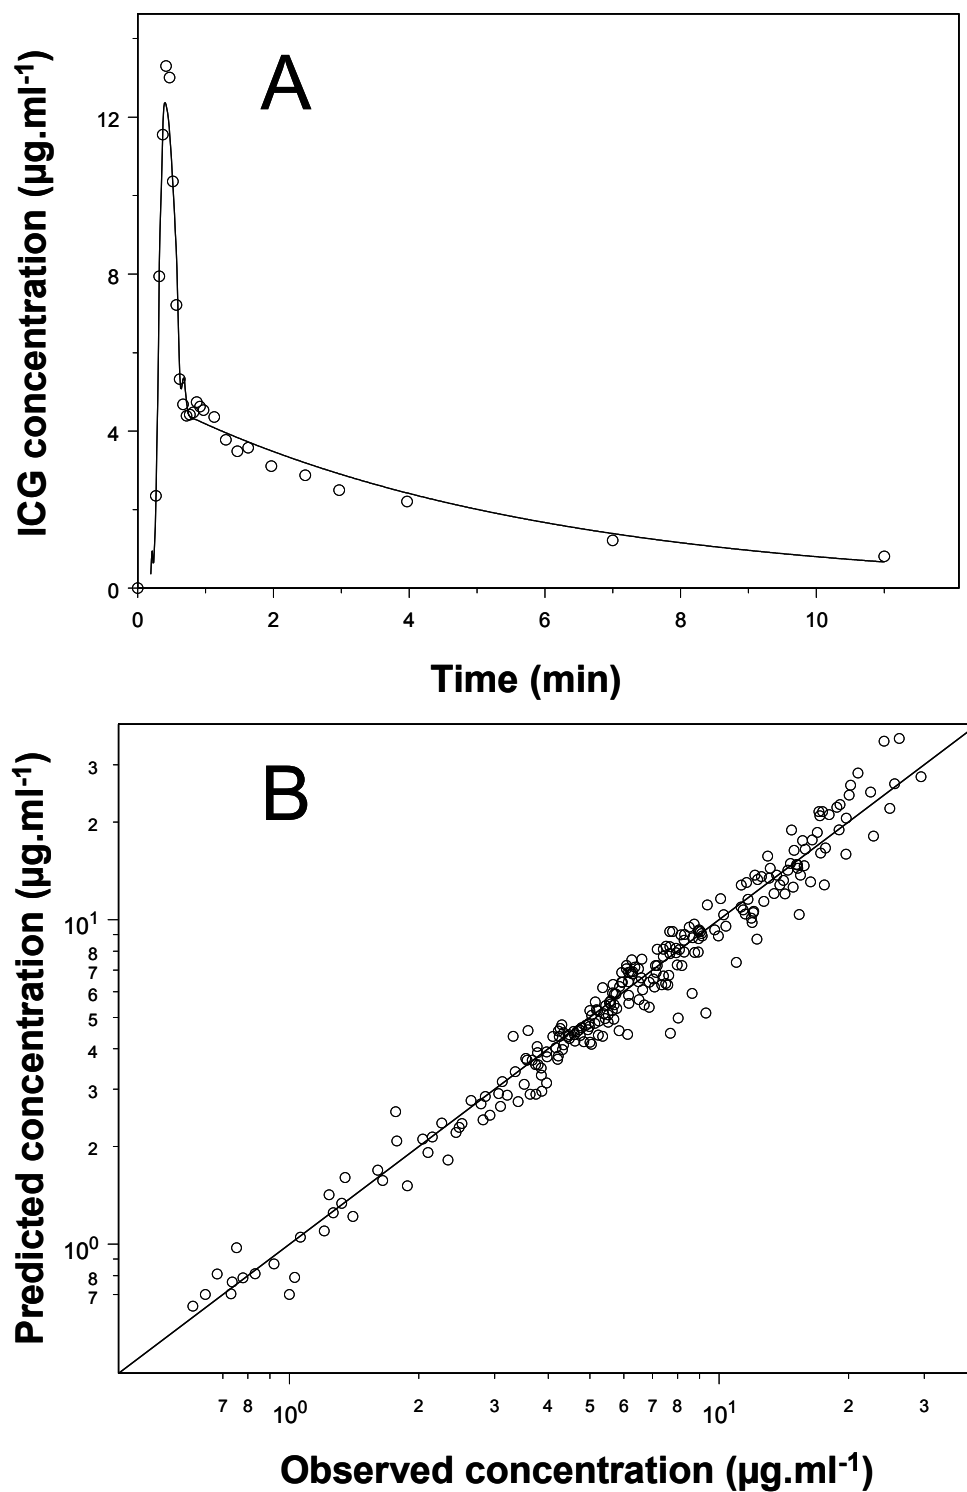 A
ICG concentration (µg.ml-1)
12
8
4
0
0 2 4 6 8 10
Time (min)
B
Predicted concentration (µg.ml-1)
3
2
10¹
8
7
6
5
4
3
2
10⁰
8
7
7 8 10⁰ 2 3 4 5 6 7 8 10¹ 2 3
Observed concentration (µg.ml-1)